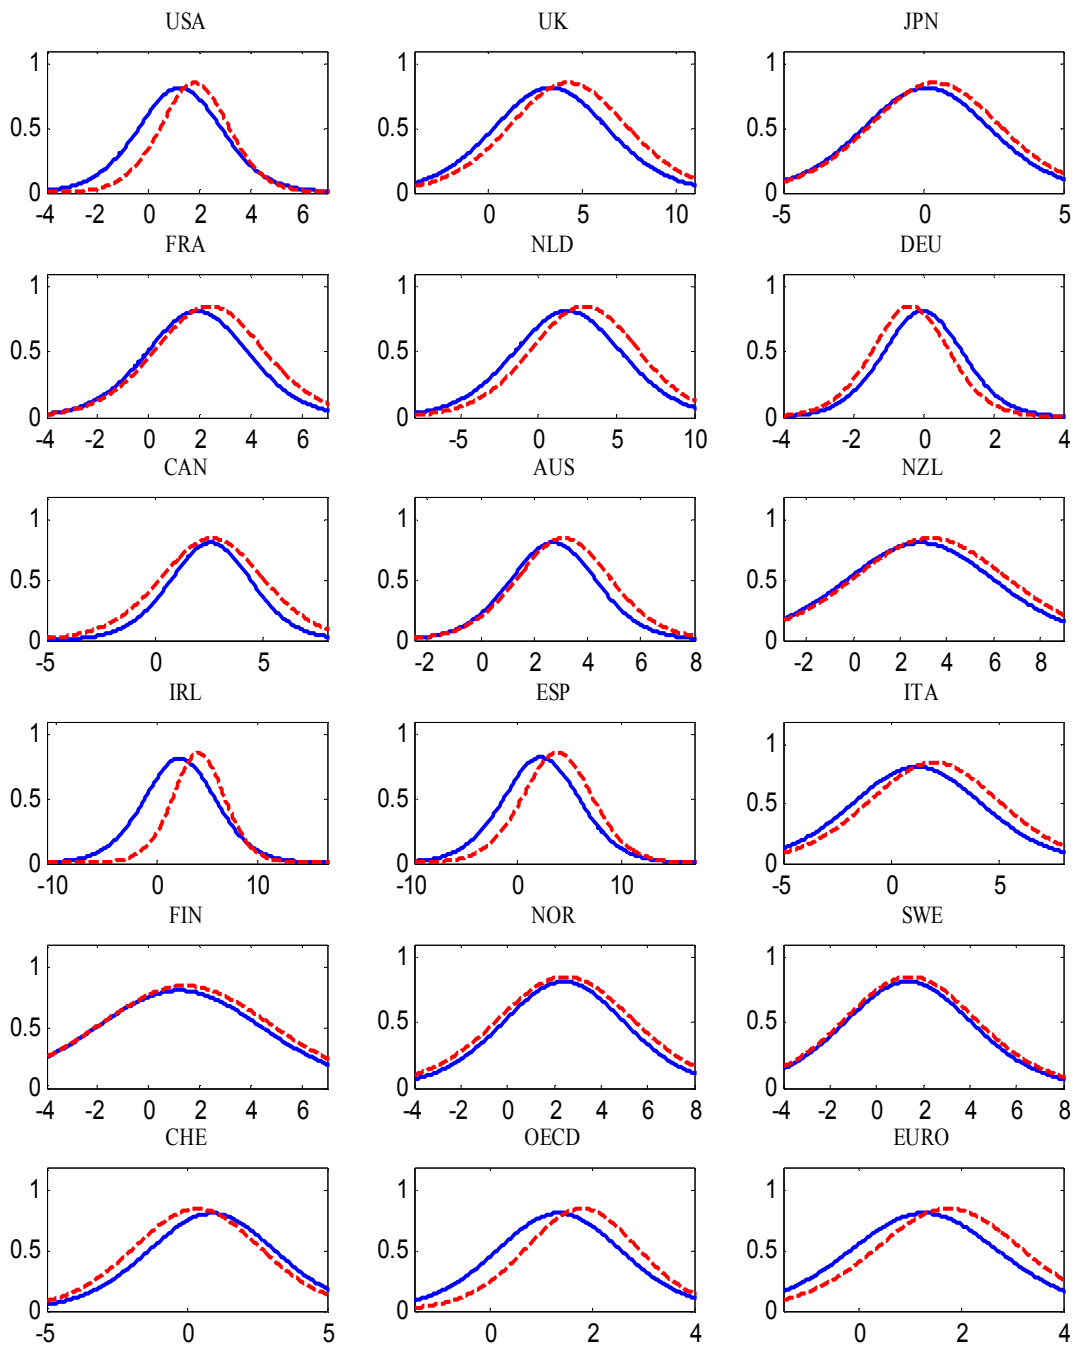 USA UK JPN
1 1 1
0.5 0.5 0.5
0 0 0
-4 -2 0 2 4 6 0 5 10 -5 0 5
FRA NLD DEU
1 1 1
0.5 0.5 0.5
0 0 0
-4 -2 0 2 4 6 -5 0 5 10 -4 -2 0 2 4
CAN AUS NZL
1 1 1
0.5 0.5 0.5
0 0 0
-5 0 5 -2 0 2 4 6 8 -2 0 2 4 6 8
IRL ESP ITA
1 1 1
0.5 0.5 0.5
0 0 0
-10 0 10 -10 0 10 -5 0 5
FIN NOR SWE
1 1 1
0.5 0.5 0.5
0 0 0
-4 -2 0 2 4 6 -4 -2 0 2 4 6 8 -4 -2 0 2 4 6 8
CHE OECD EURO
1 1 1
0.5 0.5 0.5
0 0 0
-5 0 5 0 2 4 0 2 4